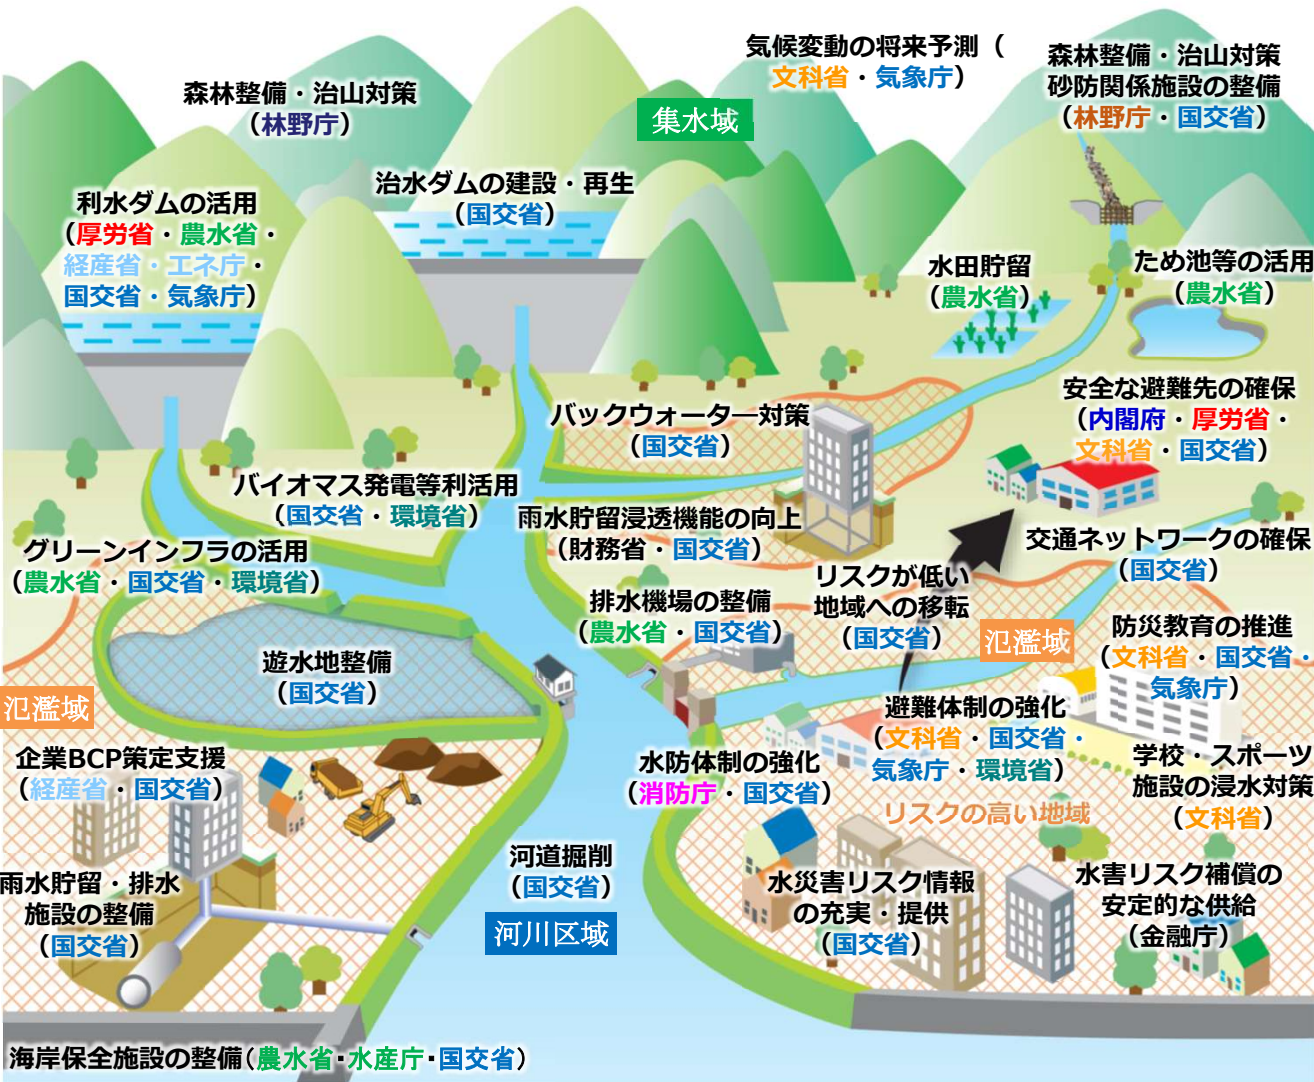 気候変動の将来予測（
文科省・気象庁）
森林整備・治山対策
砂防関係施設の整備
（林野庁・国交省）
森林整備・治山対策
（林野庁）
集水域
治水ダムの建設・再生
（国交省）
利水ダムの活用
（厚労省・農水省・
経産省・エネ庁・
国交省・気象庁）
水田貯留
（農水省）
ため池等の活用
（農水省）
安全な避難先の確保
（内閣府・厚労省・
文科省・国交省）
バックウォーター対策
（国交省）
バイオマス発電等利活用
（国交省・環境省）
雨水貯留浸透機能の向上
（財務省・国交省）
交通ネットワークの確保
（国交省）
グリーンインフラの活用
（農水省・国交省・環境省）
リスクが低い
地域への移転
（国交省）
排水機場の整備
（農水省・国交省）
氾濫域
防災教育の推進
（文科省・国交省・
気象庁）
遊水地整備
（国交省）
氾濫域
避難体制の強化
（文科省・国交省・
気象庁・環境省）
企業BCP策定支援
（経産省・国交省）
水防体制の強化
（消防庁・国交省）
学校・スポーツ
施設の浸水対策
（文科省）
リスクの高い地域
河道掘削
（国交省）
河川区域
雨水貯留・排水
施設の整備
（国交省）
水災害リスク情報
の充実・提供
（国交省）
水害リスク補償の
安定的な供給
（金融庁）
海岸保全施設の整備（農水省・水産庁・国交省）